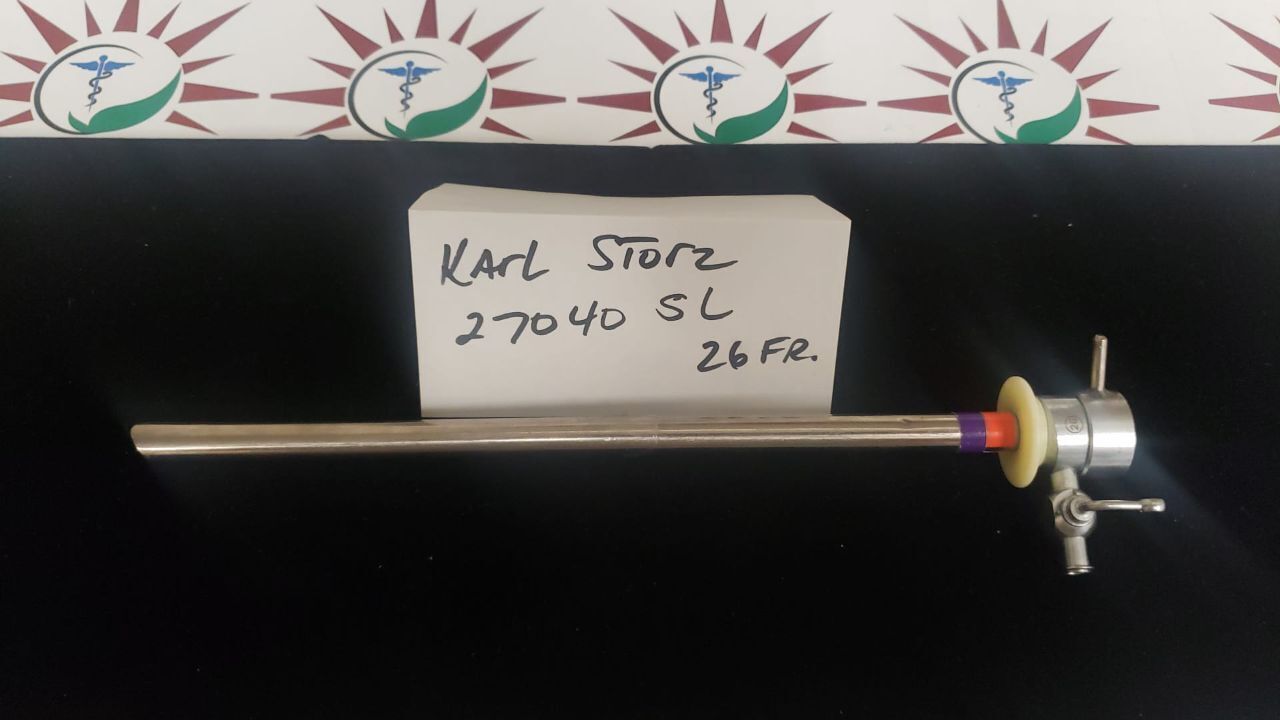 KArL STorz
27040 SL
26 FR.